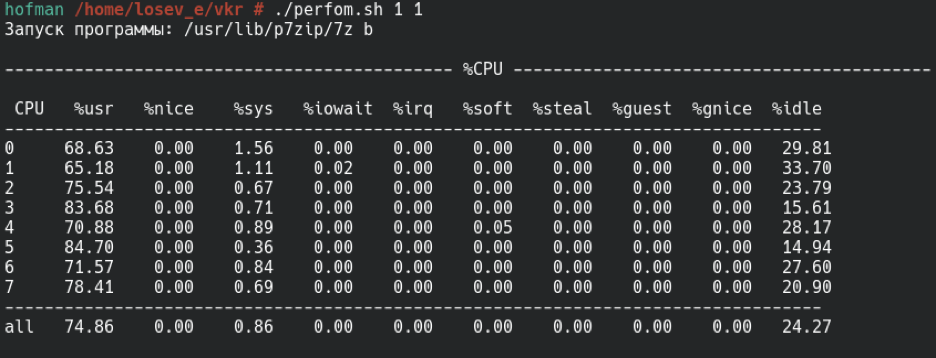 hofman /home/losev_e/vkr # ./perfom.sh 1 1
Запуск программы: /usr/lib/p7zip/7z b
--------------------------------------------- %CPU ------------------------------------------
CPU %usr %nice %sys %iowait %irq %soft %steal %guest %gnice %idle
----------------------------------------------------------------------------------
0 68.63 0.00 1.56 0.00 0.00 0.00 0.00 0.00 0.00 29.81
1 65.18 0.00 1.11 0.02 0.00 0.00 0.00 0.00 0.00 33.70
2 75.54 0.00 0.67 0.00 0.00 0.00 0.00 0.00 0.00 23.79
3 83.68 0.00 0.71 0.00 0.00 0.00 0.00 0.00 0.00 15.61
4 70.88 0.00 0.89 0.00 0.00 0.05 0.00 0.00 0.00 28.17
5 84.70 0.00 0.36 0.00 0.00 0.00 0.00 0.00 0.00 14.94
6 71.57 0.00 0.84 0.00 0.00 0.00 0.00 0.00 0.00 27.60
7 78.41 0.00 0.69 0.00 0.00 0.00 0.00 0.00 0.00 20.90
----------------------------------------------------------------------------------
all 74.86 0.00 0.86 0.00 0.00 0.00 0.00 0.00 0.00 24.27